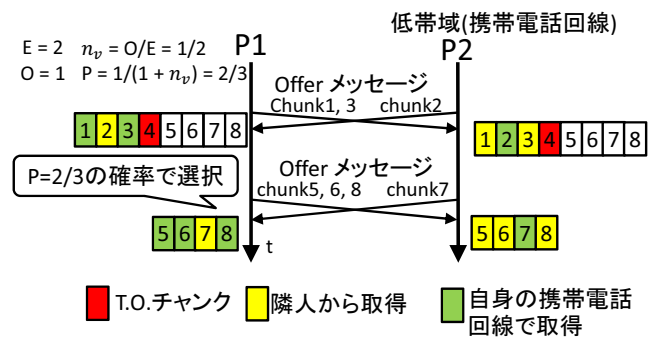 E = 2 n_v = O/E = 1/2
O = 1 P = 1/(1 + n_v) = 2/3
P1
低帯域(携帯電話回線)
P2
Offer メッセージ
Chunk1, 3 chunk2
1 2 3 4 5 6 7 8
1 2 3 4 5 6 7 8
P=2/3の確率で選択
Offer メッセージ
chunk5, 6, 8 chunk7
5 6 7 8
5 6 7 8
t
T.O.チャンク
隣人から取得
自身の携帯電話
回線で取得